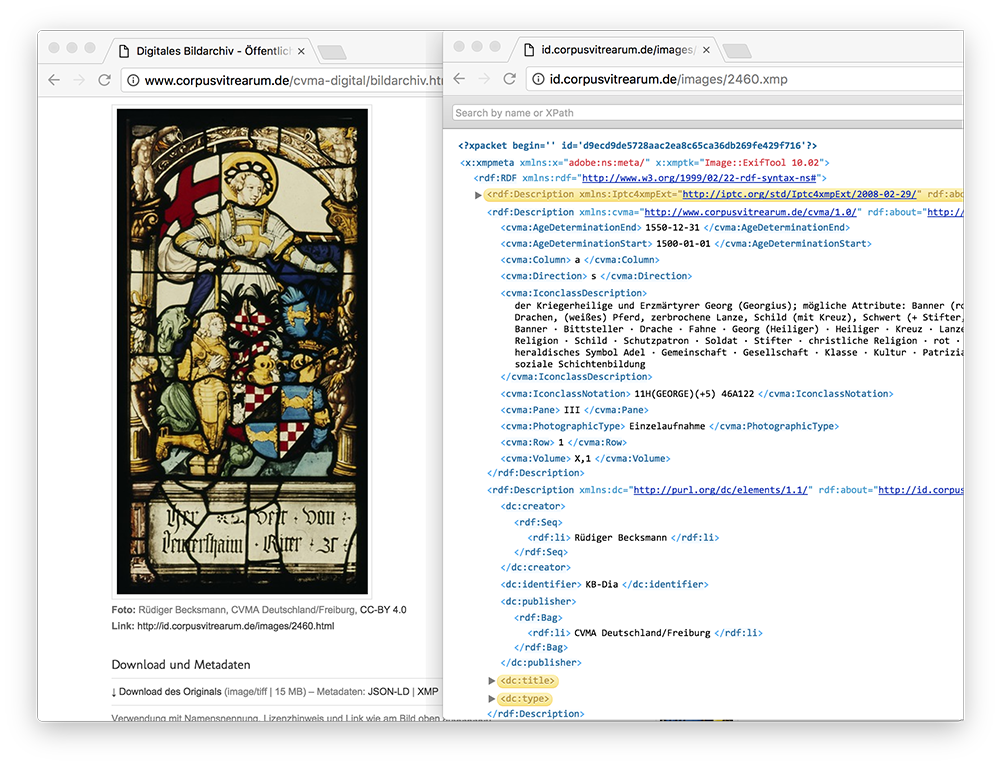 Digitales Bildarchiv - Öffentlic
www.corpusvitrearum.de/cvma-digital/bildarchiv.htm
Her von
Riter
Foto: Rüdiger Becksmann, CVMA Deutschland/Freiburg, CC-BY 4.0
Link: http://id.corpusvitrearum.de/images/2460.html
Download und Metadaten
↓ Download des Originals (image/tiff | 15 MB) – Metadaten: JSON-LD | XMP
Verwendung mit Namensnennung, Lizenzhinweis und Link wie am Bild oben
id.corpusvitrearum.de/images/
id.corpusvitrearum.de/images/2460.xmp
Search by name or XPath
<?xpacket begin='' id='d9ecd9de5728aac2ea8c65ca36db269fe429f716'?>
<x:xmpmeta xmlns:x="adobe:ns:meta/" x:xmptk="Image::ExifTool 10.02">
<rdf:RDF xmlns:rdf="http://www.w3.org/1999/02/22-rdf-syntax-ns#">
<rdf:Description xmlns:Iptc4xmpExt="http://iptc.org/std/Iptc4xmpExt/2008-02-29/" rdf:abo
<rdf:Description xmlns:cvma="http://www.corpusvitrearum.de/cvma/1.0/" rdf:about="http:/
<cvma:AgeDeterminationEnd> 1550-12-31 </cvma:AgeDeterminationEnd>
<cvma:AgeDeterminationStart> 1500-01-01 </cvma:AgeDeterminationStart>
<cvma:Column> a </cvma:Column>
<cvma:Direction> s </cvma:Direction>
<cvma:IconclassDescription>
der Kriegerheilige und Erzmärtyrer Georg (Georgius); mögliche Attribute: Banner (ro
Drachen, (weißes) Pferd, zerbrochene Lanze, Schild (mit Kreuz), Schwert (+ Stifter,
Banner · Bittsteller · Drache · Fahne · Georg (Heiliger) · Heiliger · Kreuz · Lanze
Religion · Schild · Schutzpatron · Soldat · Stifter · christliche Religion · rot ·
heraldisches Symbol Adel · Gemeinschaft · Gesellschaft · Klasse · Kultur · Patrizia
soziale Schichtenbildung
</cvma:IconclassDescription>
<cvma:IconclassNotation> 11H(GEORGE)(+5) 46A122 </cvma:IconclassNotation>
<cvma:Pane> III </cvma:Pane>
<cvma:PhotographicType> Einzelaufnahme </cvma:PhotographicType>
<cvma:Row> 1 </cvma:Row>
<cvma:Volume> X,1 </cvma:Volume>
</rdf:Description>
<rdf:Description xmlns:dc="http://purl.org/dc/elements/1.1/" rdf:about="http://id.corpus
<dc:creator>
<rdf:Seq>
<rdf:li> Rüdiger Becksmann </rdf:li>
</rdf:Seq>
</dc:creator>
<dc:identifier> KB-Dia </dc:identifier>
<dc:publisher>
<rdf:Bag>
<rdf:li> CVMA Deutschland/Freiburg </rdf:li>
</rdf:Bag>
</dc:publisher>
<dc:title>
<dc:type>
</rdf:Description>